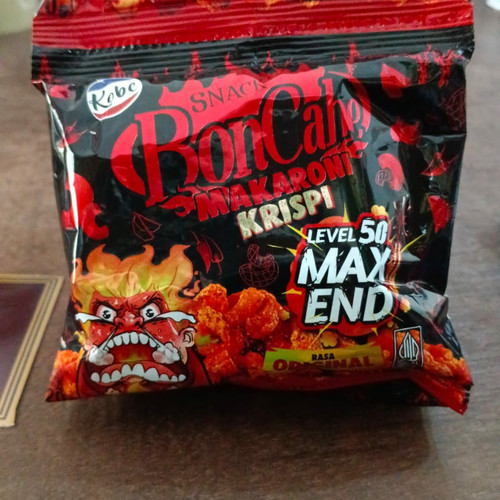 Kobe
SNACK
BonCabe
MAKARONI
KRISPI
LEVEL 50
MAX
END
RASA
ORIGINAL